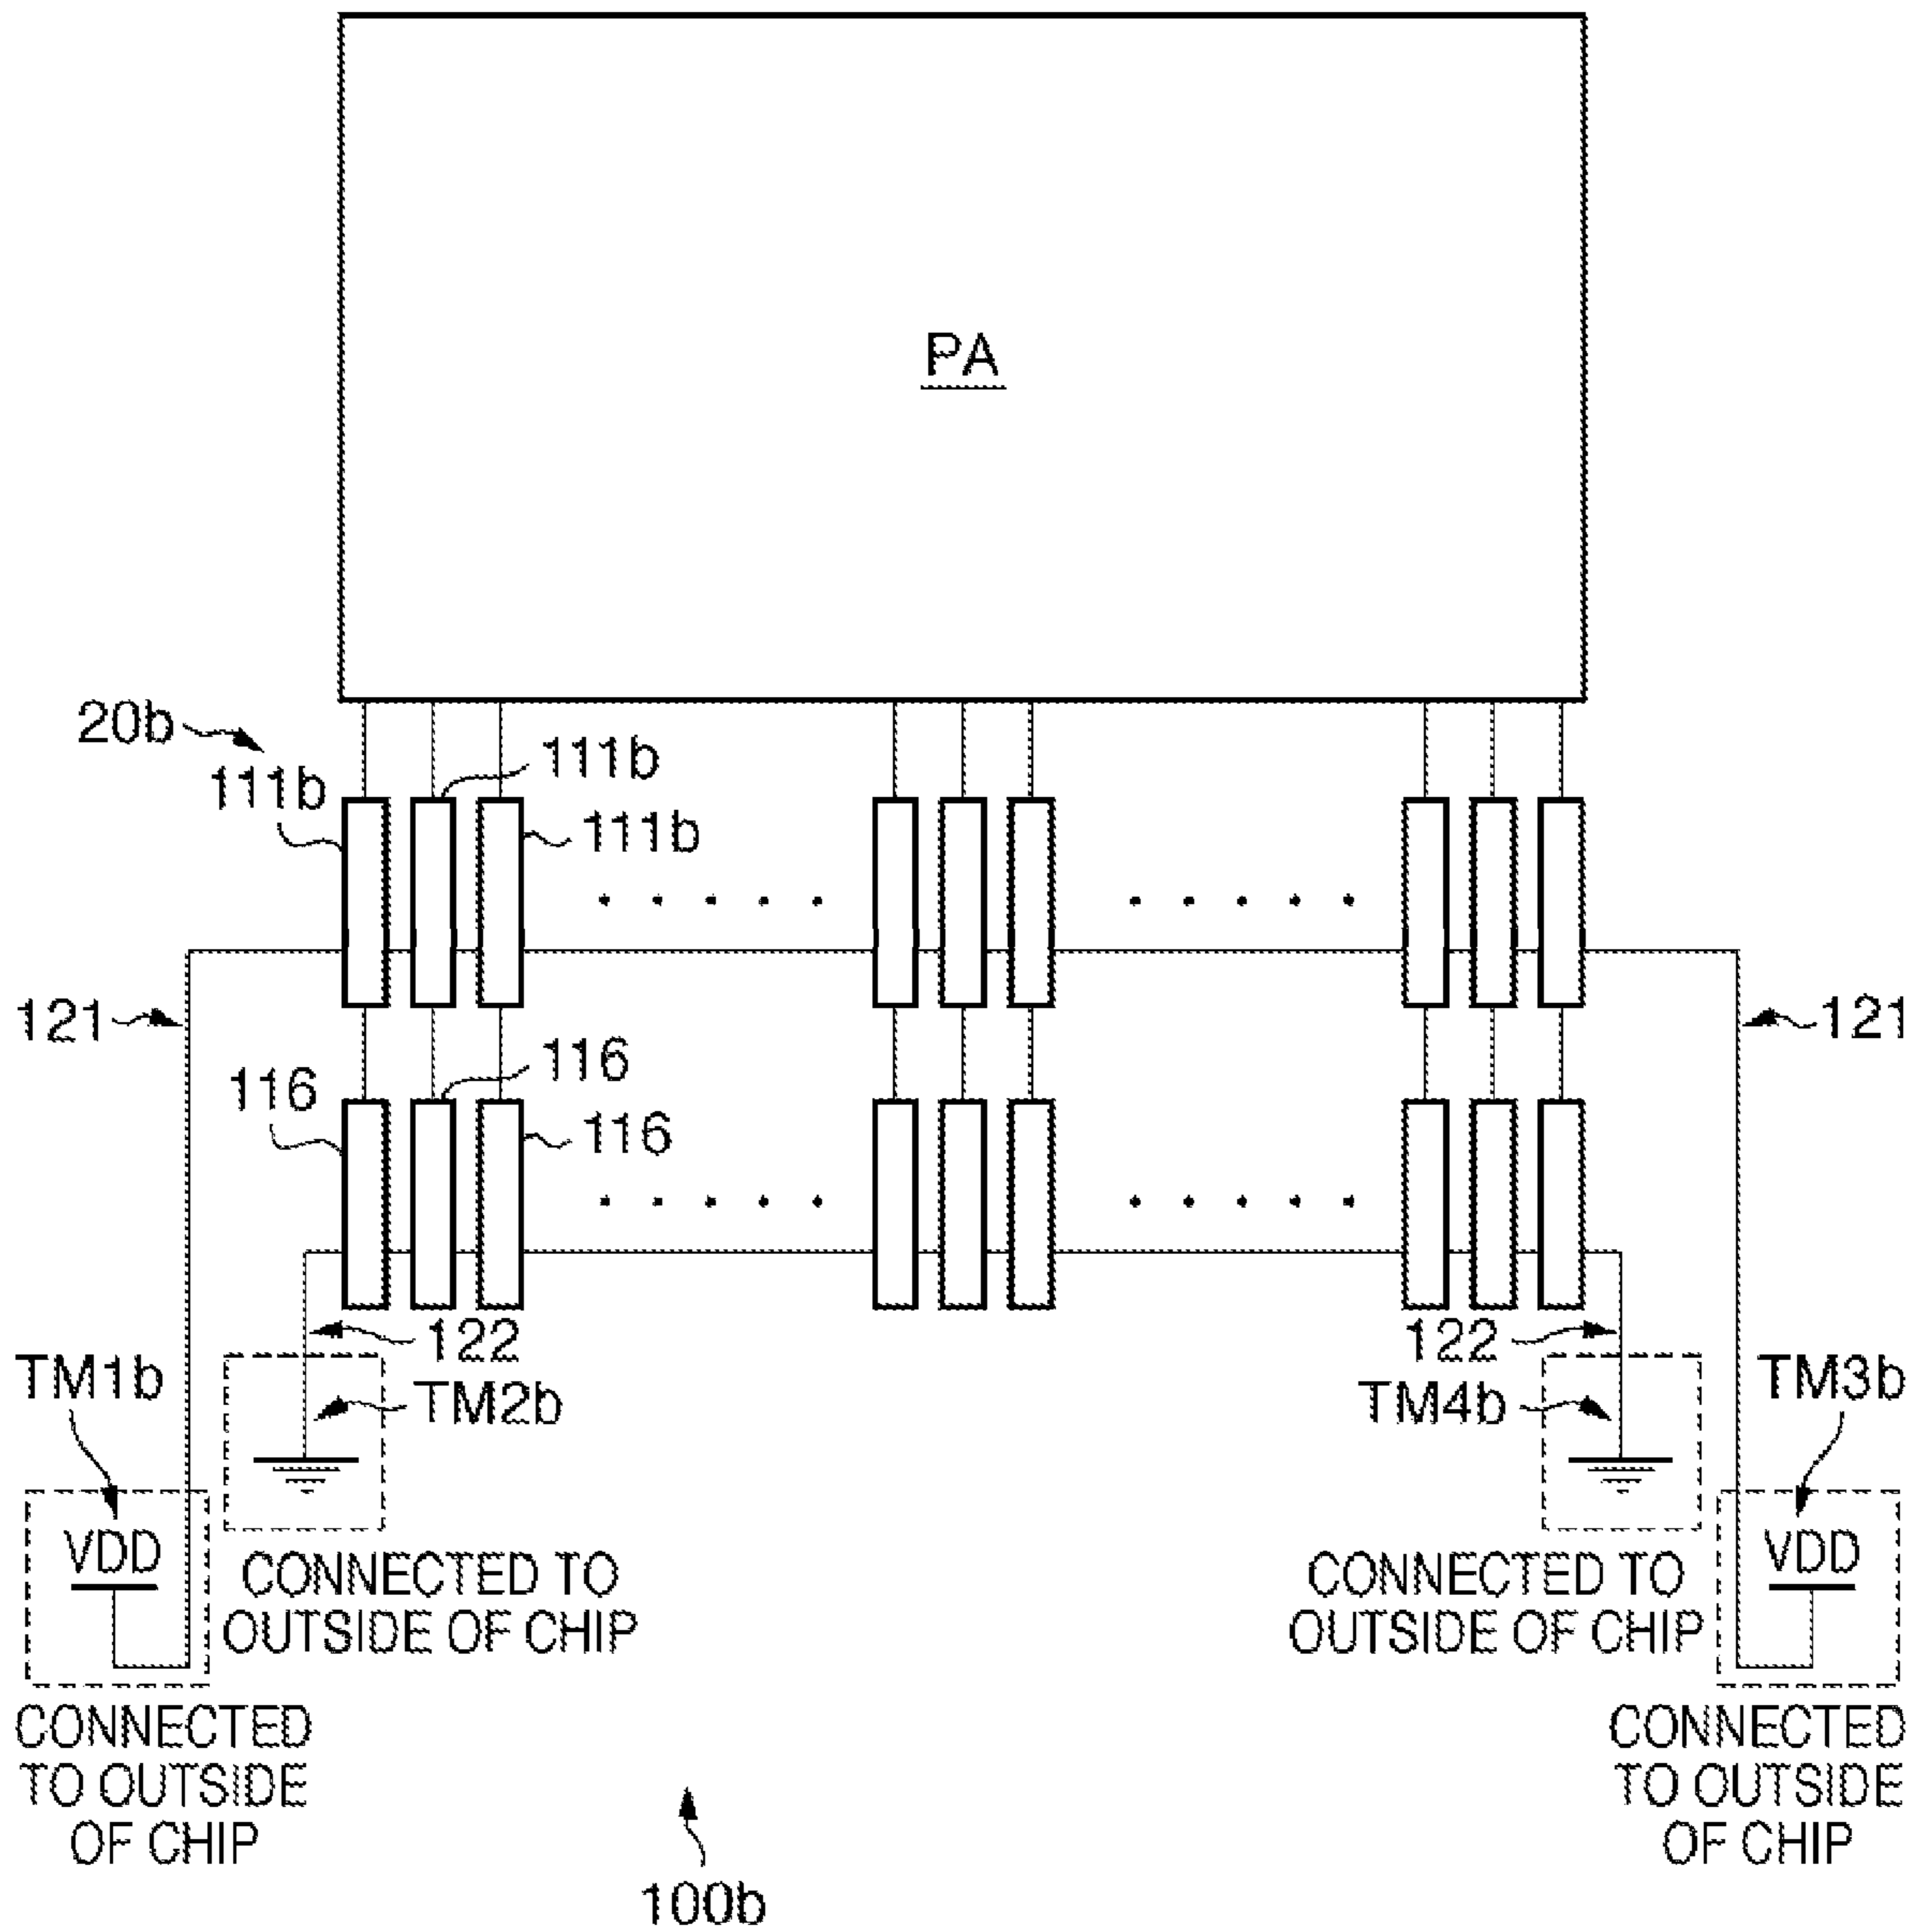 PA
20b
111b
111b
111b
121
121
116
116
116
122
122
TM1b
TM2b
TM4b
TM3b
VDD
VDD
CONNECTED TO
OUTSIDE OF CHIP
CONNECTED TO
OUTSIDE OF CHIP
CONNECTED
TO OUTSIDE
OF CHIP
CONNECTED
TO OUTSIDE
OF CHIP
100b